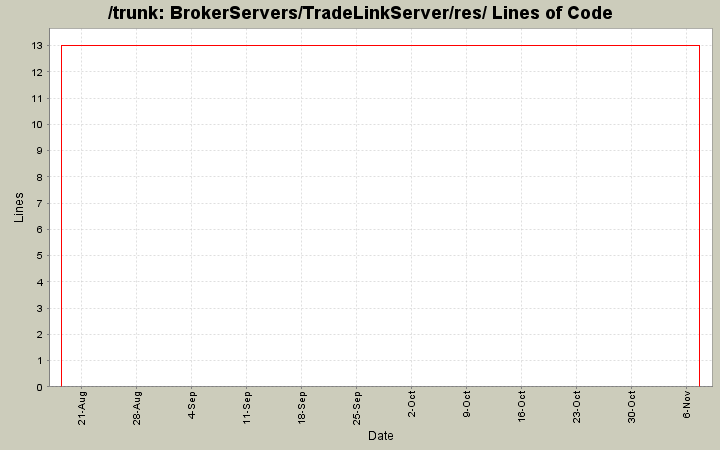 /trunk: BrokerServers/TradeLinkServer/res/ Lines of Code
13
12
11
10
9
8
7
6
5
4
3
2
1
0
Lines
21-Aug
28-Aug
4-Sep
11-Sep
18-Sep
25-Sep
2-Oct
9-Oct
16-Oct
23-Oct
30-Oct
6-Nov
Date